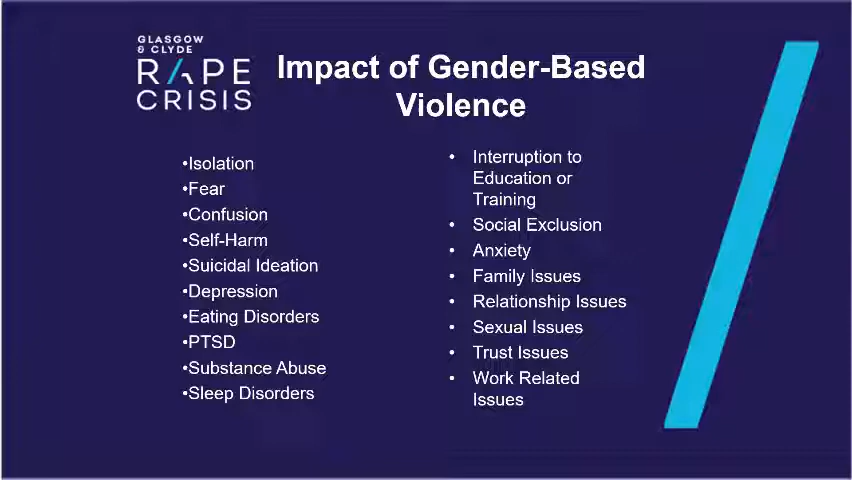 GLASGOW
& CLYDE
RAPE
CRISIS
Impact of Gender-Based
Violence
•Isolation
•Fear
•Confusion
•Self-Harm
•Suicidal Ideation
•Depression
•Eating Disorders
•PTSD
•Substance Abuse
•Sleep Disorders
• Interruption to
Education or
Training
• Social Exclusion
• Anxiety
• Family Issues
• Relationship Issues
• Sexual Issues
• Trust Issues
• Work Related
Issues